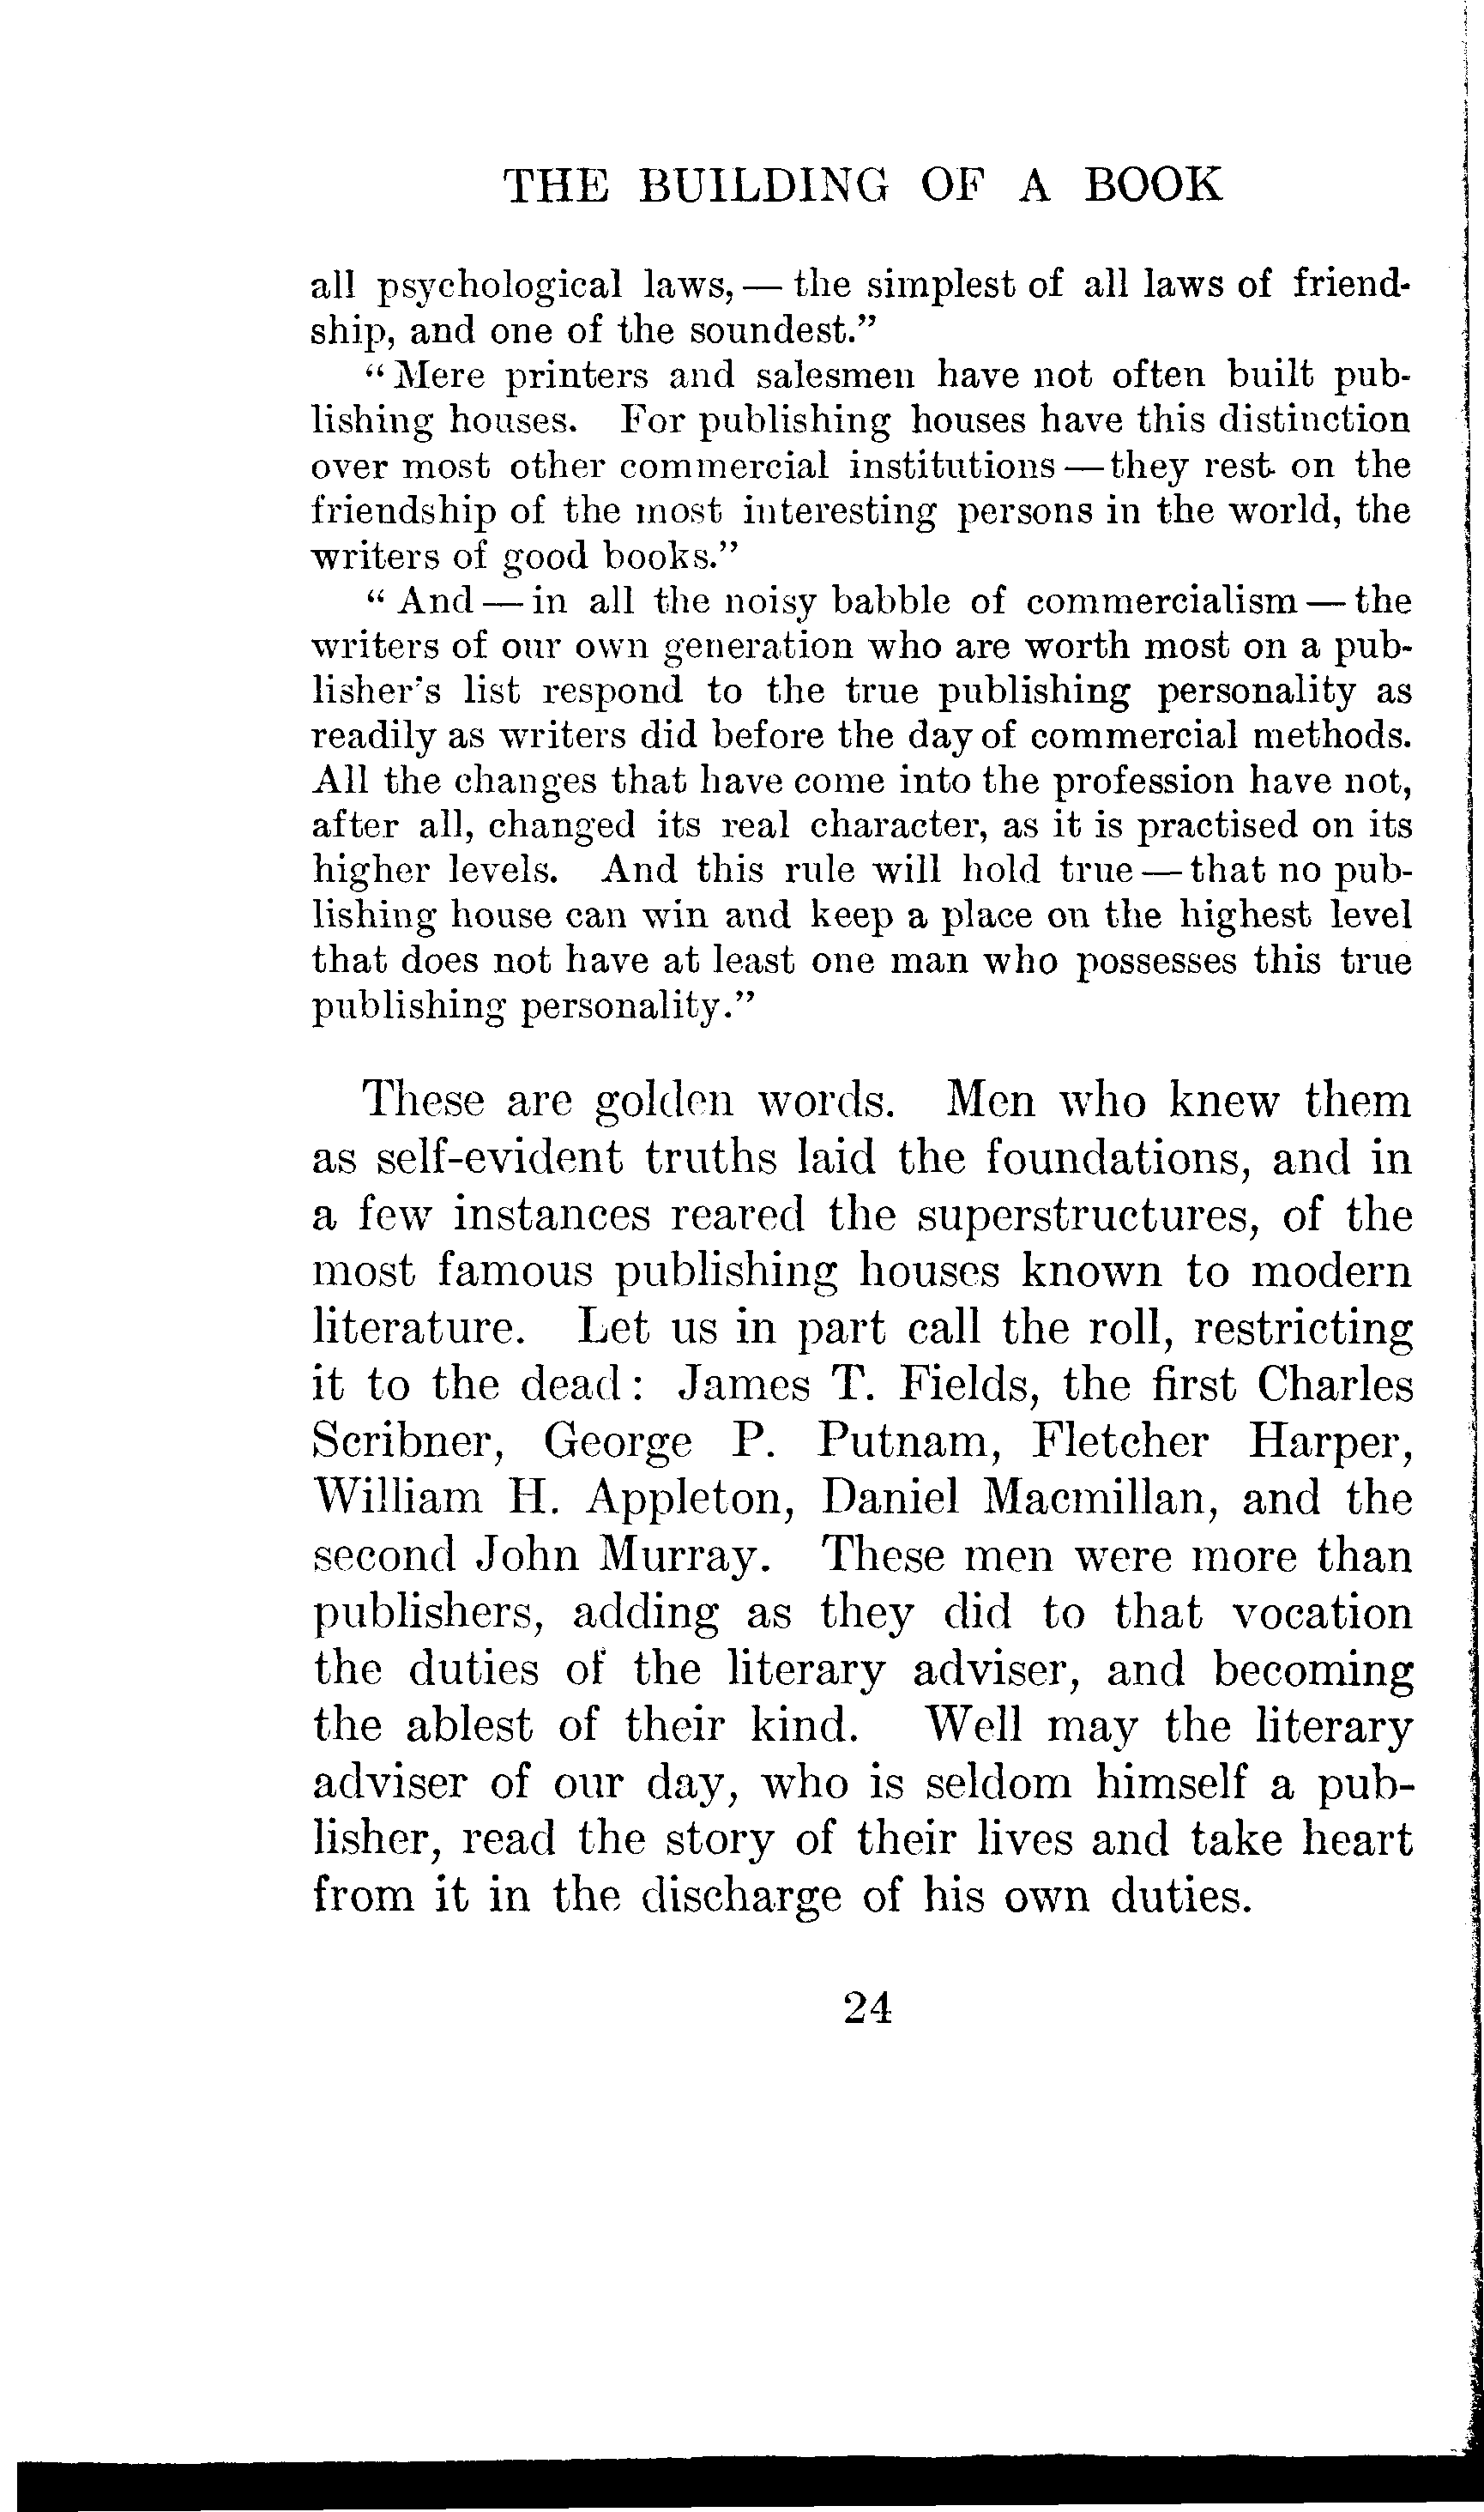 THE BUILDING OF A BOOK
all psychological laws, — the simplest of all laws of friend-
ship, and one of the soundest."
"Mere printers and salesmen have not often built pub-
lishing houses. For publishing houses have this distinction
over most other commercial institutions — they rest on the
friendship of the most interesting persons in the world, the
writers of good books."
"And — in all the noisy babble of commercialism — the
writers of our own generation who are worth most on a pub-
lisher's list respond to the true publishing personality as
readily as writers did before the day of commercial methods.
All the changes that have come into the profession have not,
after all, changed its real character, as it is practised on its
higher levels. And this rule will hold true — that no pub-
lishing house can win and keep a place on the highest level
that does not have at least one man who possesses this true
publishing personality."
These are golden words. Men who knew them
as self-evident truths laid the foundations, and in
a few instances reared the superstructures, of the
most famous publishing houses known to modern
literature. Let us in part call the roll, restricting
it to the dead: James T. Fields, the first Charles
Scribner, George P. Putnam, Fletcher Harper,
William H. Appleton, Daniel Macmillan, and the
second John Murray. These men were more than
publishers, adding as they did to that vocation
the duties of the literary adviser, and becoming
the ablest of their kind. Well may the literary
adviser of our day, who is seldom himself a pub-
lisher, read the story of their lives and take heart
from it in the discharge of his own duties.
24